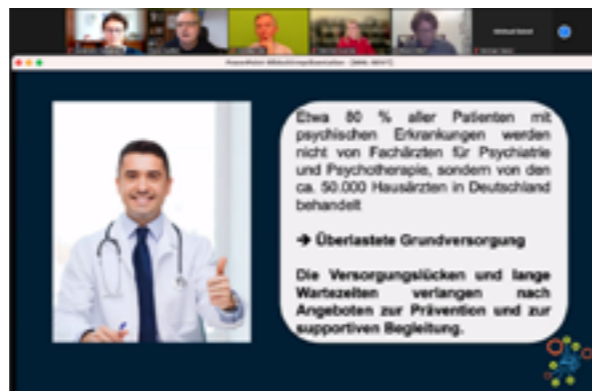 Etwa 80 % aller Patienten mit
psychischen Erkrankungen werden
nicht von Fachärzten für Psychiatrie
und Psychotherapie, sondern von den
ca. 50.000 Hausärzten in Deutschland
behandelt
➔ Überlastete Grundversorgung
Die Versorgungslücken und lange
Wartezeiten verlangen nach
Angeboten zur Prävention und zur
supportiven Begleitung.